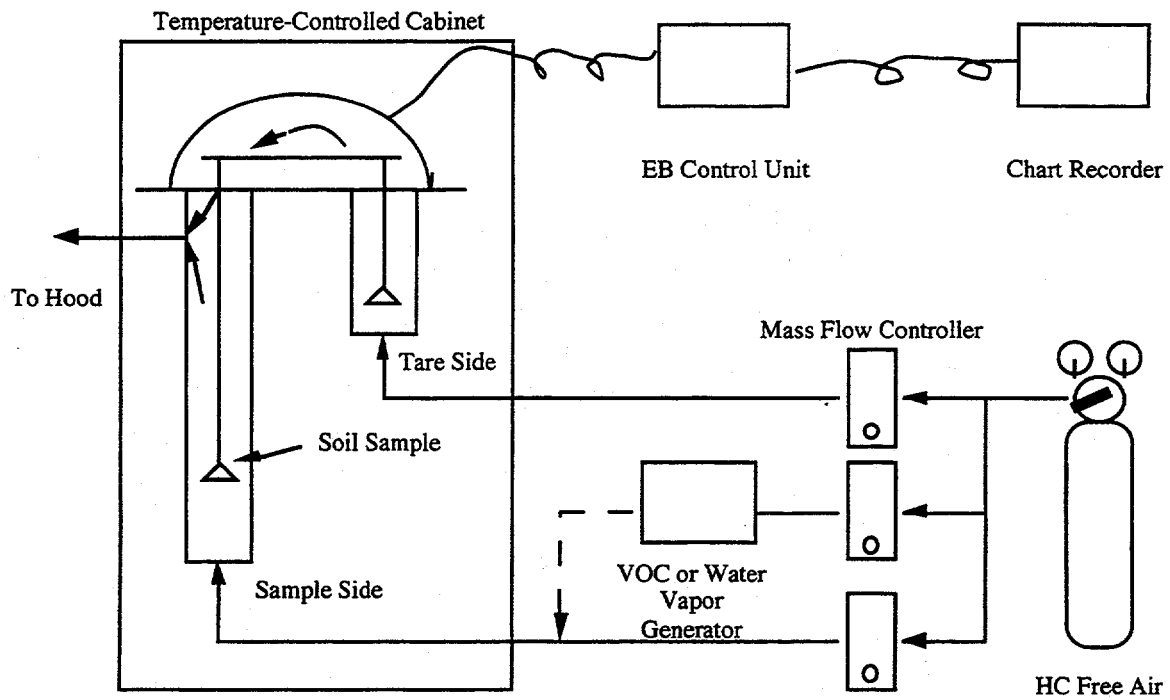 Temperature-Controlled Cabinet
EB Control Unit
Chart Recorder
To Hood
Mass Flow Controller
Tare Side
Soil Sample
VOC or Water
Vapor
Generator
Sample Side
HC Free Air